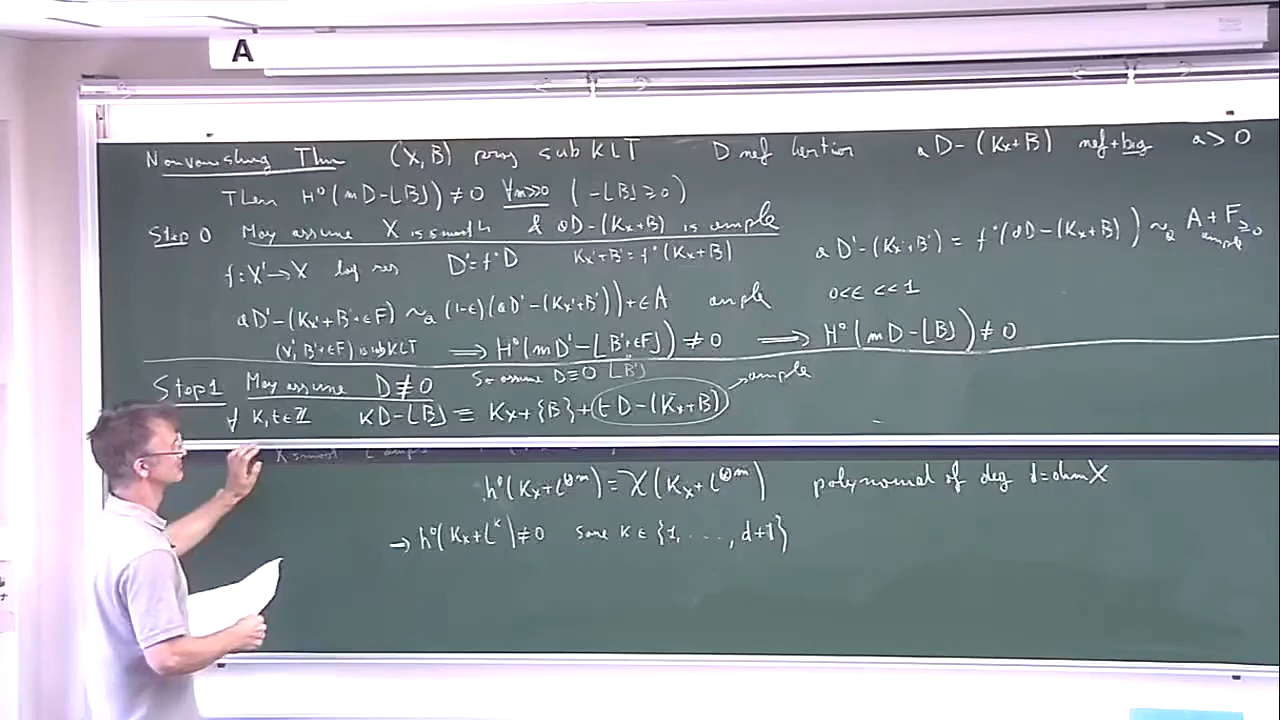 A
Nonvanishing Thm (X,B) proj sub KLT D nef Cartier aD-(K_X+B) nef+big a>0
Then H⁰(mD-⌊B⌋)≠0 ∀m>>0 (-⌊B⌋≥0)
Step 0 May assume X is smooth & aD-(K_X+B) is ample
f:X'→X log res D'=f*D K_X'+B'=f*(K_X+B) aD'-(K_X'+B')=f*(aD-(K_X+B)) ~_Q A+F≥0 ample
aD'-(K_X'+B'+εF) ~_Q (1-ε)(aD'-(K_X'+B'))+εA ample 0<ε<<1
(X',B'+εF) is sub KLT ⟹ H⁰(mD'-⌊B'+εF⌋)≠0 ⟹ H⁰(mD-⌊B⌋)≠0
⌊B'⌋
Step 1 May assume D≢0 So assume D≡0
∀ k,t∈ℤ kD-⌊B⌋ ≡ K_X+{B}+tD-(K_X+B) → ample
h⁰(K_X+L^{⊗m})=χ(K_X+L^{⊗m}) polynomial of deg d=dim X
→ h⁰(K_X+L^k)≠0 some k∈{1,....,d+1}